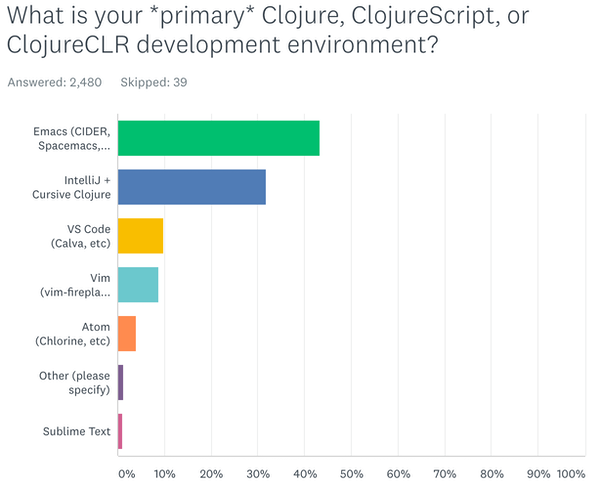 What is your *primary* Clojure, ClojureScript, or
ClojureCLR development environment?
Answered: 2,480 Skipped: 39
Emacs (CIDER,
Spacemacs,...
IntelliJ +
Cursive Clojure
VS Code
(Calva, etc)
Vim
(vim-firepla...
Atom
(Chlorine, etc)
Other (please
specify)
Sublime Text
0% 10% 20% 30% 40% 50% 60% 70% 80% 90% 100%